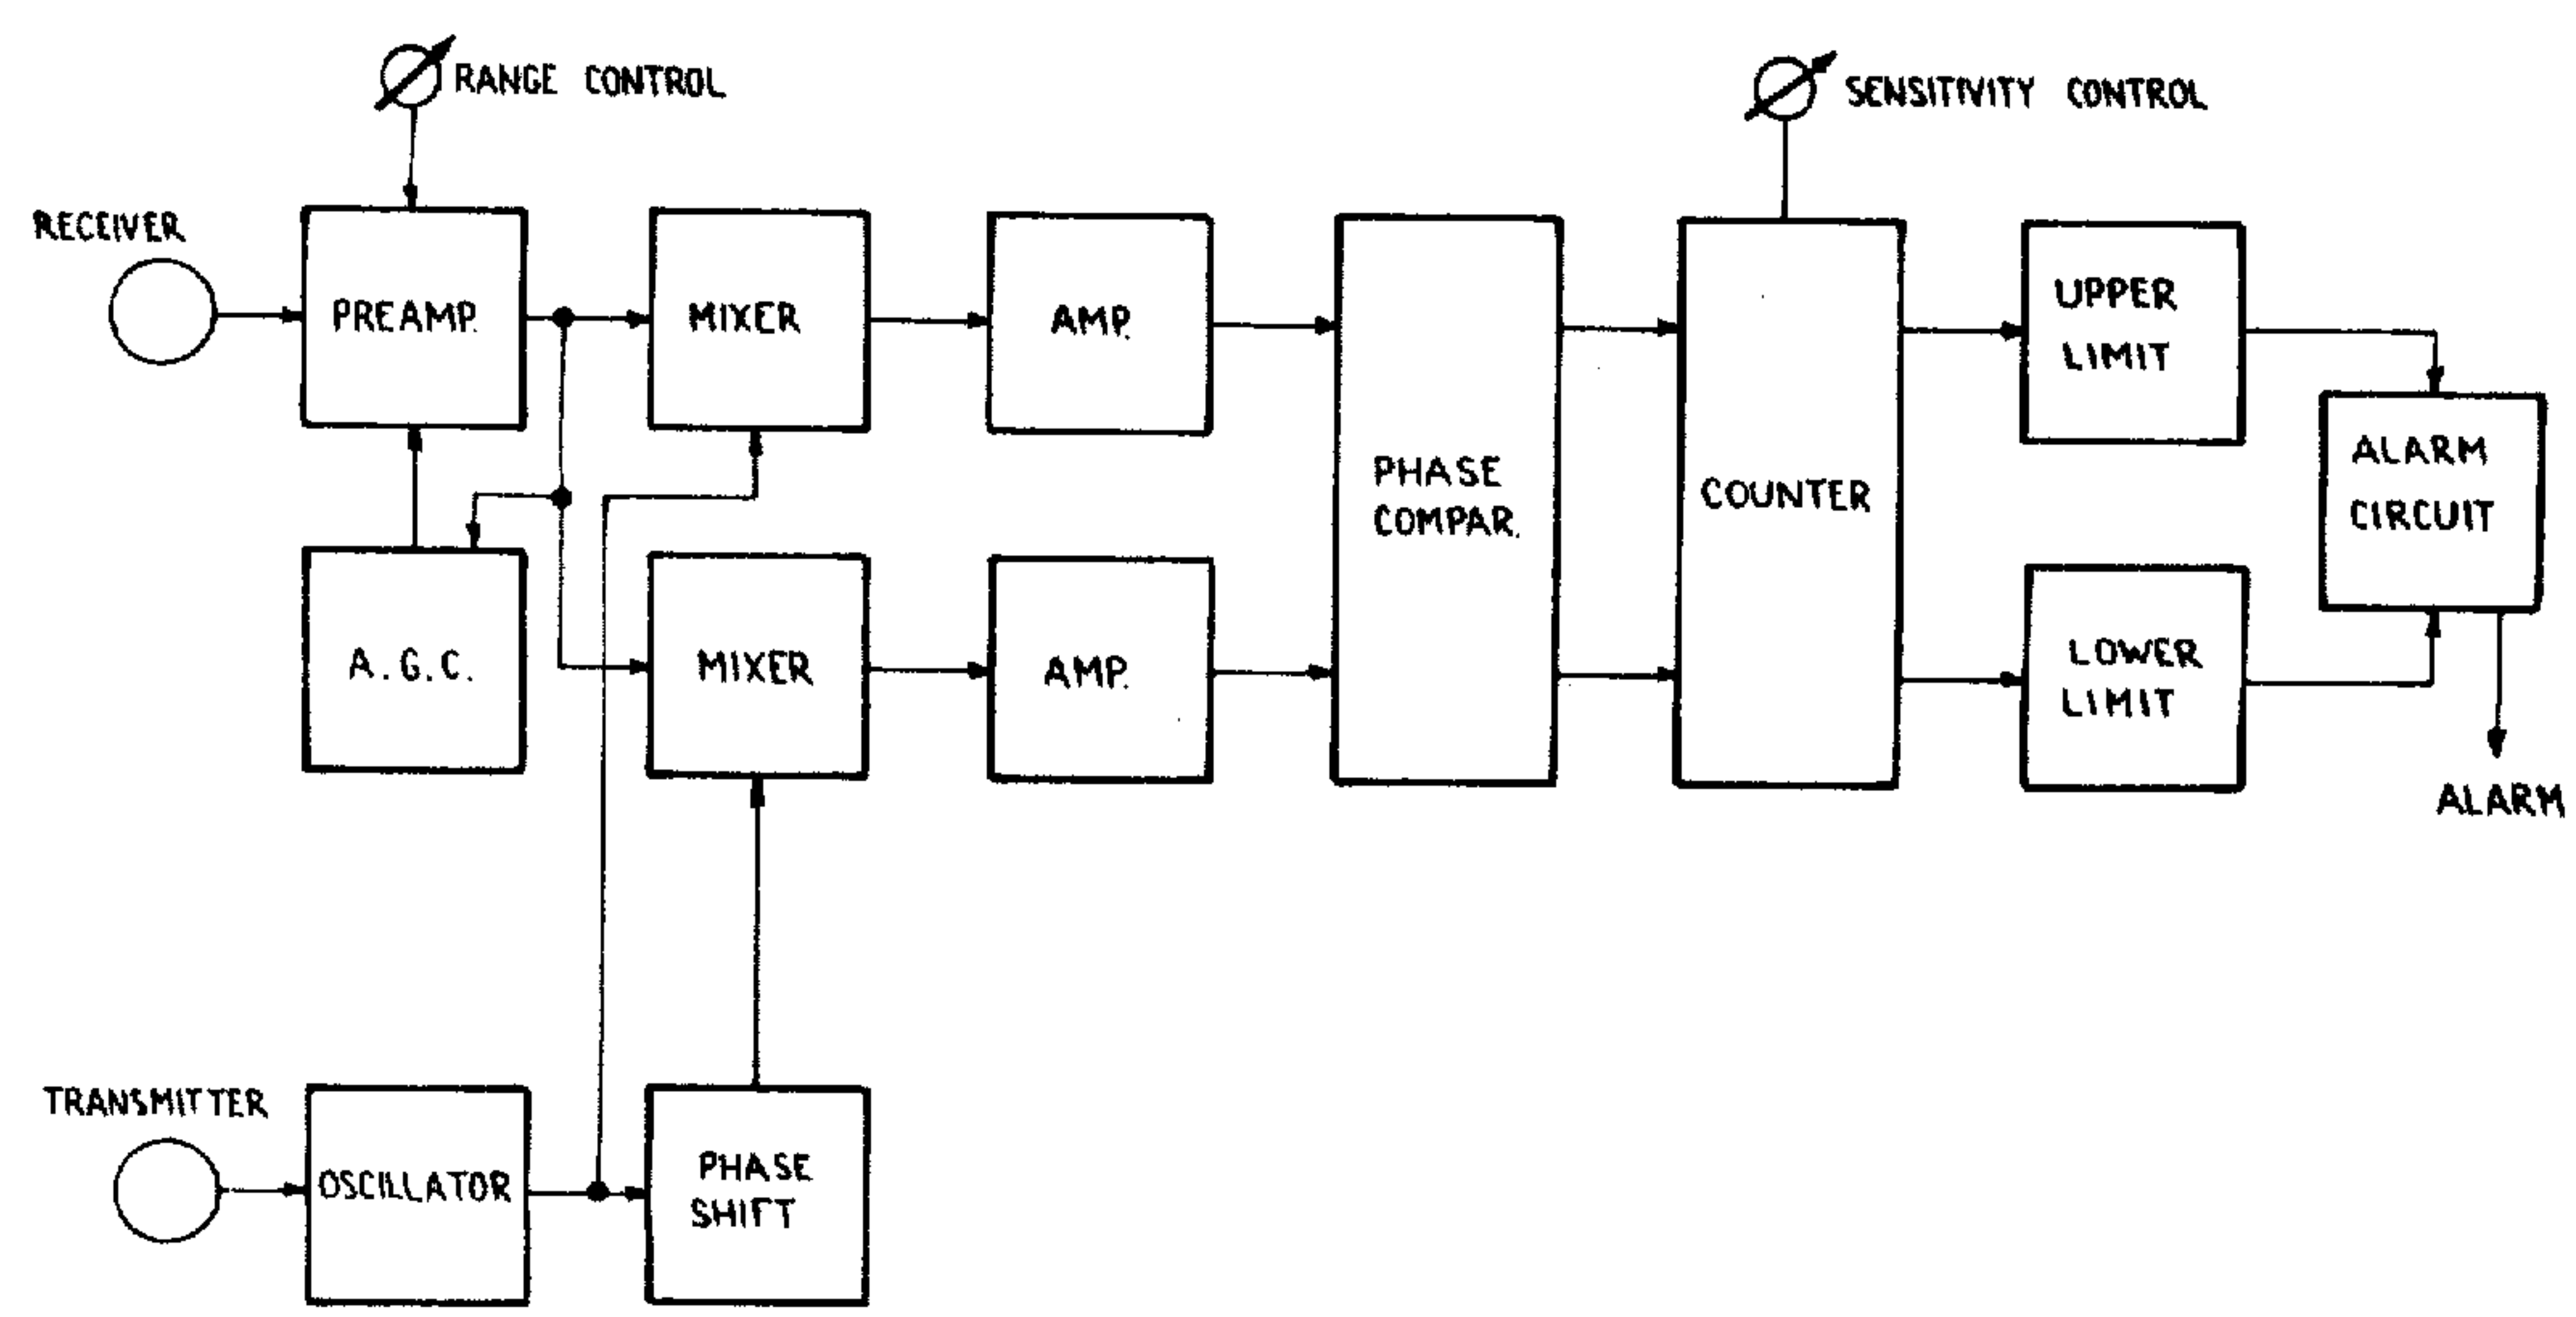 RANGE CONTROL
SENSITIVITY CONTROL
RECEIVER
PREAMP.
MIXER
AMP.
UPPER
LIMIT
PHASE
COMPAR.
COUNTER
ALARM
CIRCUIT
A.G.C.
MIXER
AMP.
LOWER
LIMIT
ALARM
TRANSMITTER
OSCILLATOR
PHASE
SHIFT